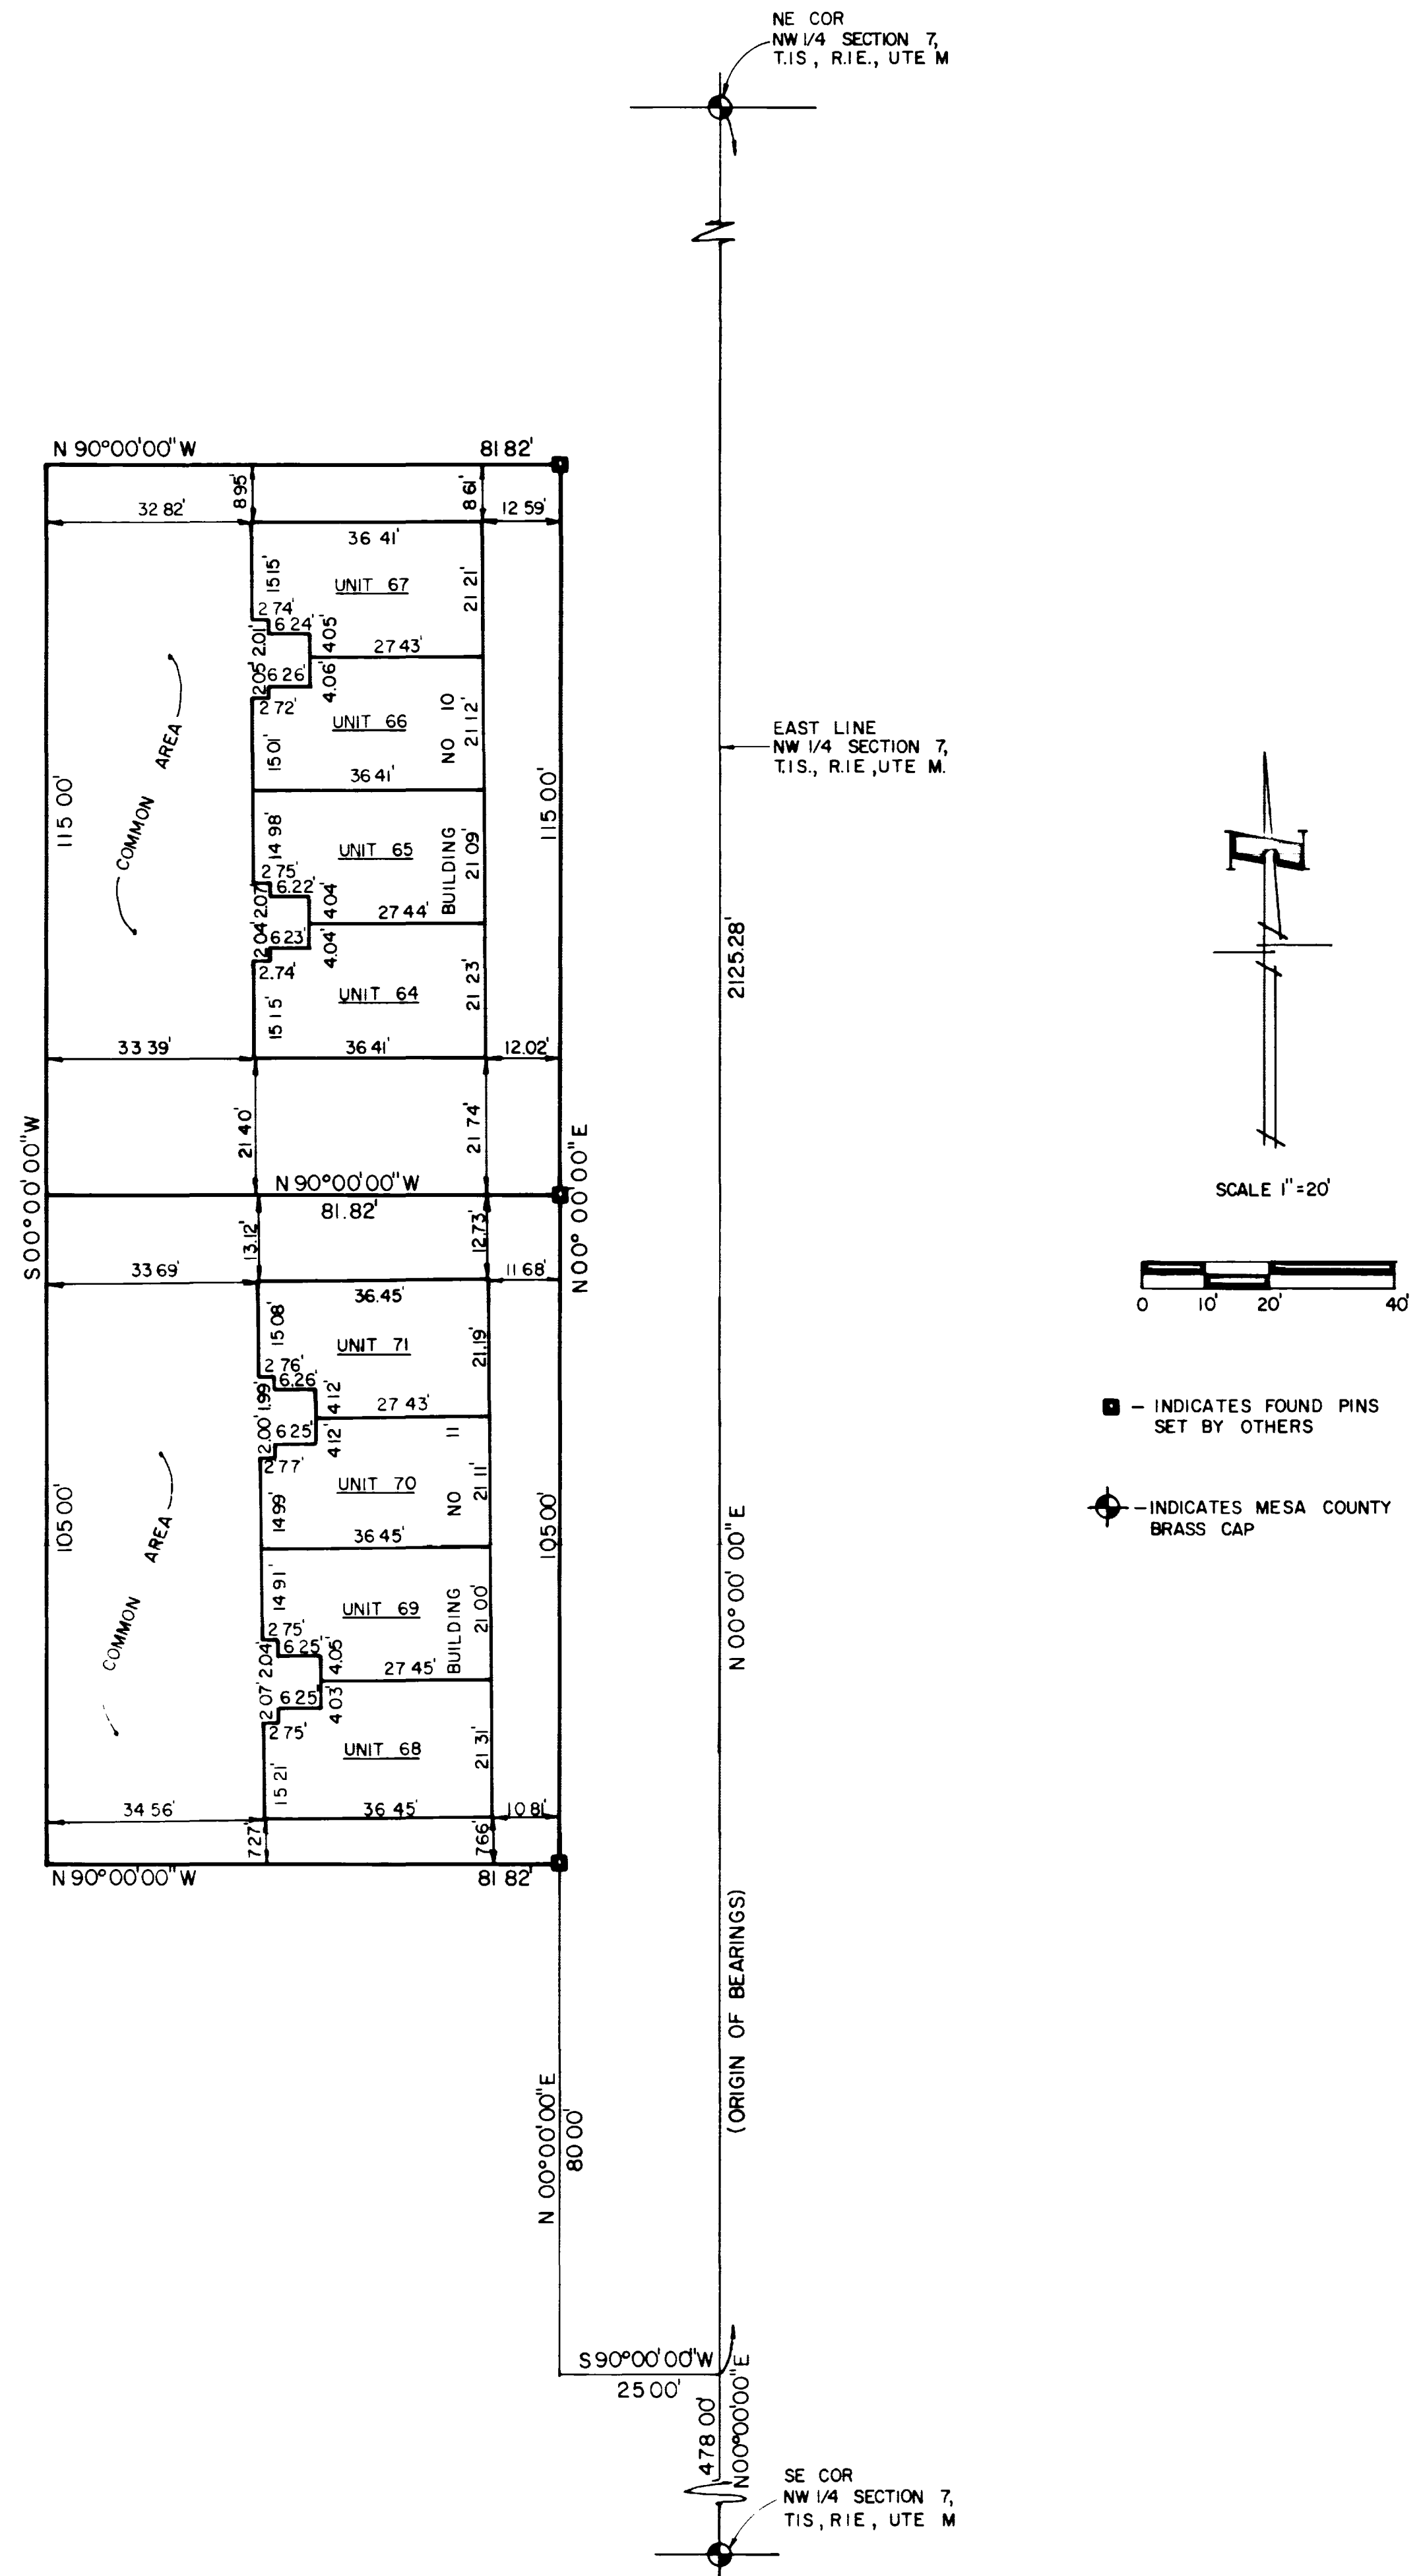 NE COR
NW 1/4 SECTION 7,
T.1S , R.1E., UTE M
N 90°00'00" W
81 82'
8 95'
8 61'
32 82'
12 59'
36 41'
15 15'
UNIT 67
21 21'
2 74'
6 24'
2.01'
4 05'
27 43'
2 05'
6 26'
4.06'
2 72'
UNIT 66
NO 10
21 12'
15 01'
36 41'
COMMON AREA
115 00'
115 00'
14 98'
UNIT 65
BUILDING
21 09'
2 75'
6.22'
2.07'
4 04'
27 44'
2 04'
6 23'
4.04'
2.74'
UNIT 64
21 23'
15 15'
33 39'
36 41'
12.02'
EAST LINE
NW 1/4 SECTION 7,
T.1S., R.1E ,UTE M.
2125.28'
21 40'
21 74'
S 00°00'00" W
N 90°00'00" W
81.82'
N 00° 00'00" E
SCALE 1"=20'
13.12'
12.73'
33 69'
11 68'
36.45'
15 08'
UNIT 71
21.19'
2 76'
6.26'
1.99'
4 12'
27 43'
2.00'
6 25'
4 12'
2 77'
UNIT 70
NO 11
21 11'
14 99'
36 45'
COMMON AREA
105 00'
105 00'
14 91'
UNIT 69
BUILDING
21 00'
2 75'
6 25'
2.04'
4.05'
27 45'
2 07'
6 25'
4 03'
2 75'
UNIT 68
21 31'
15 21'
34 56'
36 45'
10 81'
7 27'
7 66'
N 90°00'00" W
81 82'
0 10' 20' 40'
– INDICATES FOUND PINS
SET BY OTHERS
– INDICATES MESA COUNTY
BRASS CAP
N 00° 00' 00" E
(ORIGIN OF BEARINGS)
N 00°00'00" E
80 00'
S 90°00'00" W
25 00'
478 00'
N00°00'00" E
SE COR
NW 1/4 SECTION 7,
T1S , R1E , UTE M